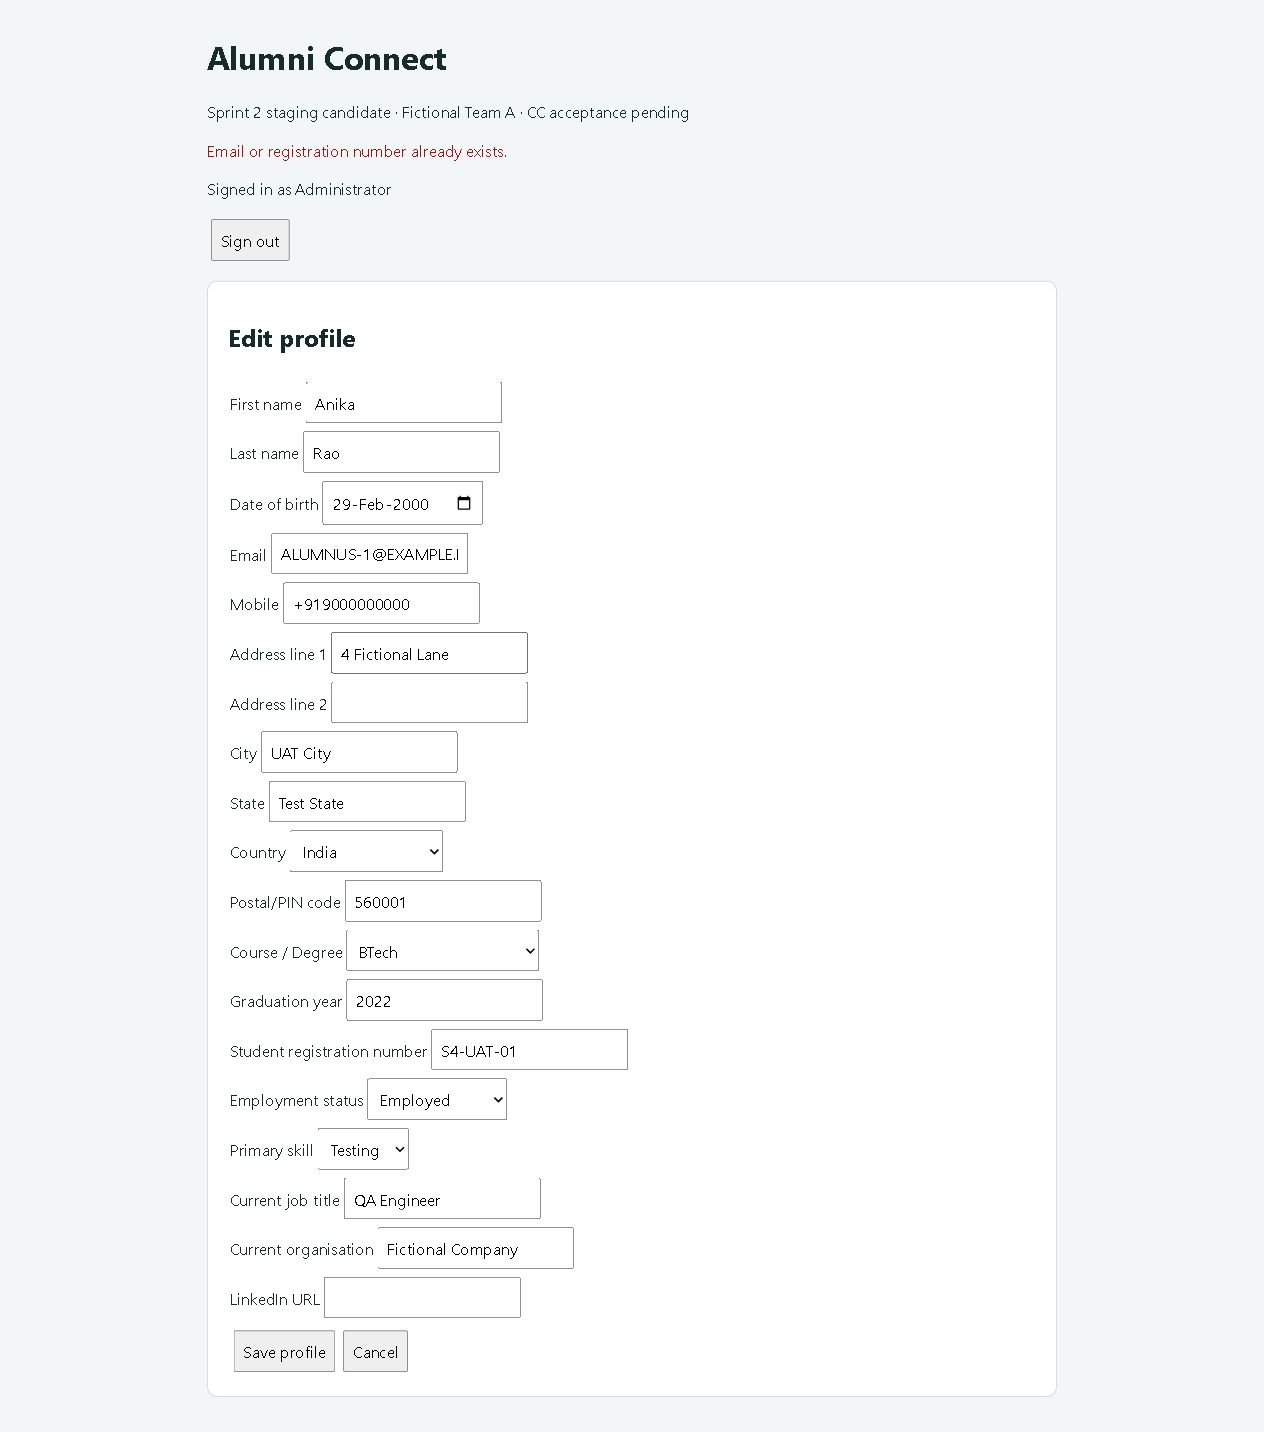 Alumni Connect
Sprint 2 staging candidate · Fictional Team A · CC acceptance pending
Email or registration number already exists.
Signed in as Administrator
Sign out
Edit profile
First name Anika
Last name Rao
Date of birth 29-Feb-2000
Email ALUMNUS-1@EXAMPLE.I
Mobile +919000000000
Address line 1 4 Fictional Lane
Address line 2
City UAT City
State Test State
Country India
Postal/PIN code 560001
Course / Degree BTech
Graduation year 2022
Student registration number S4-UAT-01
Employment status Employed
Primary skill Testing
Current job title QA Engineer
Current organisation Fictional Company
LinkedIn URL
Save profile Cancel